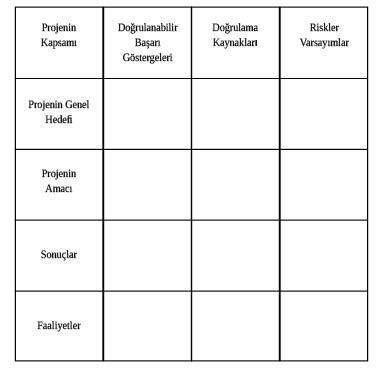 Projenin
Kapsamı
Doğrulanabilir
Başarı
Göstergeleri
Doğrulama
Kaynakları
Riskler
Varsayımlar
Projenin Genel
Hedefi
Projenin
Amacı
Sonuçlar
Faaliyetler